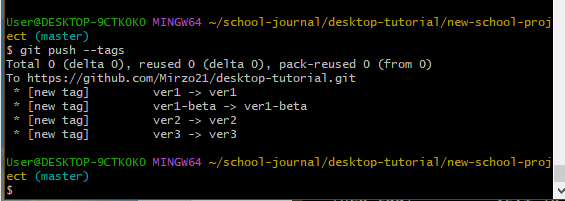 User@DESKTOP-9CTKOKO MINGW64 ~/school-journal/desktop-tutorial/new-school-proj
ect (master)
$ git push --tags
Total 0 (delta 0), reused 0 (delta 0), pack-reused 0 (from 0)
To https://github.com/Mirzo21/desktop-tutorial.git
 * [new tag]         ver1 -> ver1
 * [new tag]         ver1-beta -> ver1-beta
 * [new tag]         ver2 -> ver2
 * [new tag]         ver3 -> ver3
User@DESKTOP-9CTKOKO MINGW64 ~/school-journal/desktop-tutorial/new-school-proj
ect (master)
$